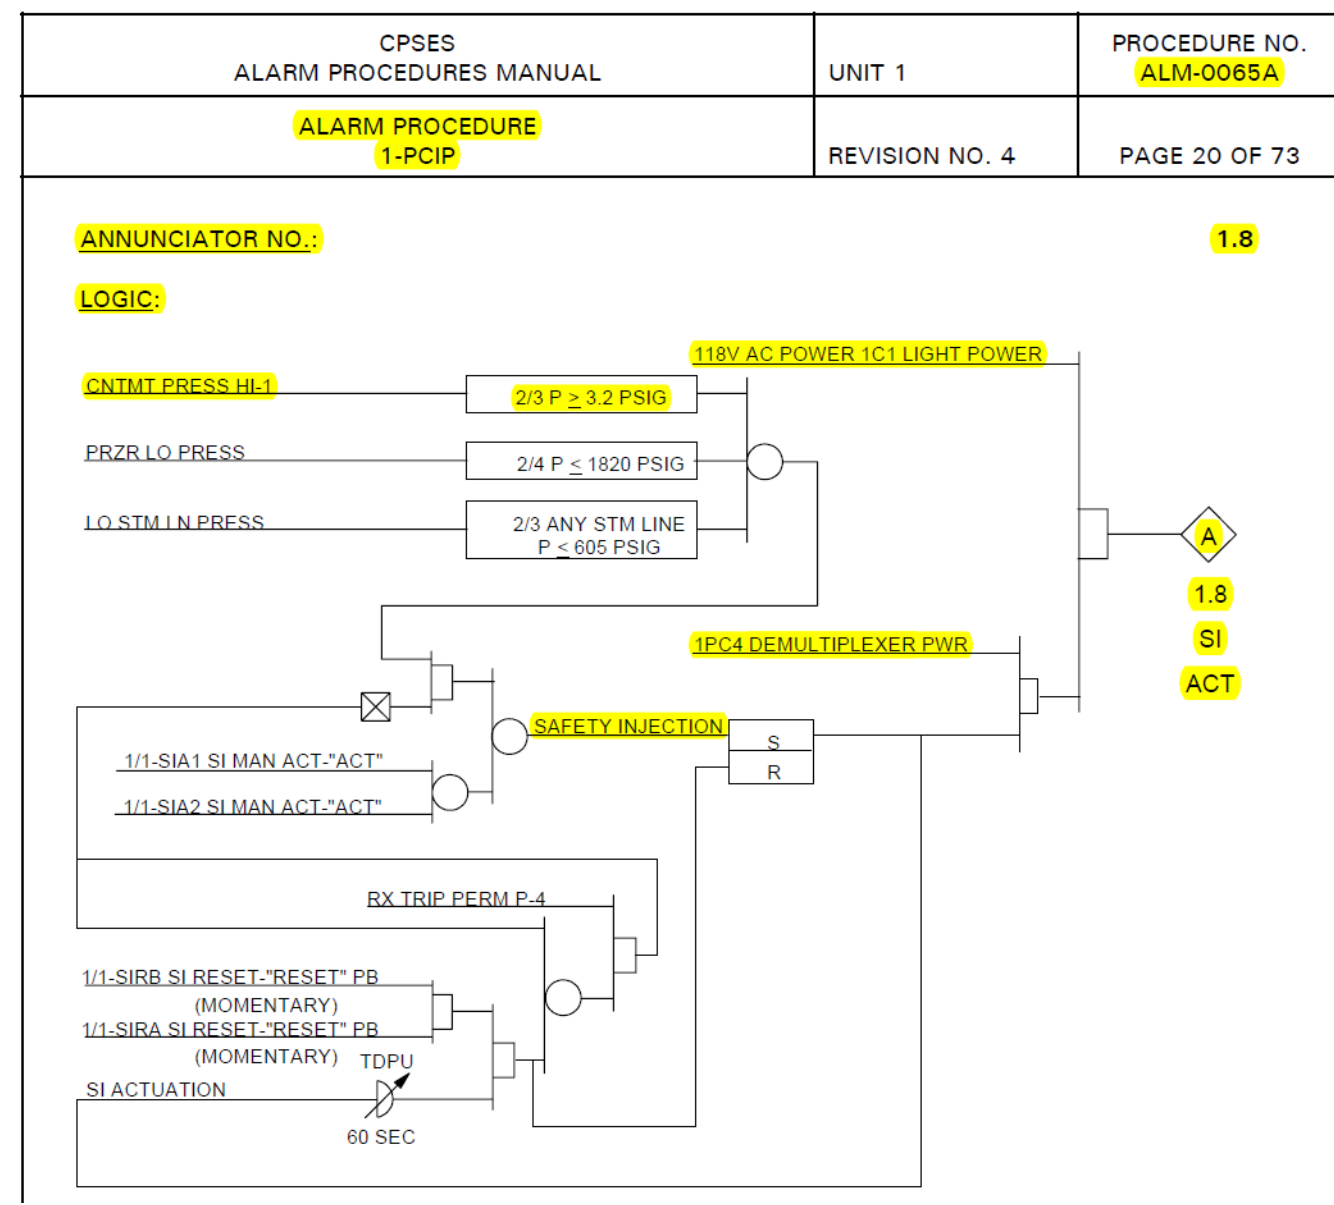 CPSES
ALARM PROCEDURES MANUAL
UNIT 1
PROCEDURE NO.
ALM-0065A
ALARM PROCEDURE
1-PCIP
REVISION NO. 4
PAGE 20 OF 73
ANNUNCIATOR NO.:
1.8
LOGIC:
118V AC POWER 1C1 LIGHT POWER
CNTMT PRESS HI-1
2/3 P ≥ 3.2 PSIG
PRZR LO PRESS
2/4 P ≤ 1820 PSIG
LO STM LN PRESS
2/3 ANY STM LINE
P ≤ 605 PSIG
A
1.8
SI
ACT
1PC4 DEMULTIPLEXER PWR
SAFETY INJECTION
S
R
1/1-SIA1 SI MAN ACT-"ACT"
1/1-SIA2 SI MAN ACT-"ACT"
RX TRIP PERM P-4
1/1-SIRB SI RESET-"RESET" PB
(MOMENTARY)
1/1-SIRA SI RESET-"RESET" PB
(MOMENTARY)
TDPU
SI ACTUATION
60 SEC